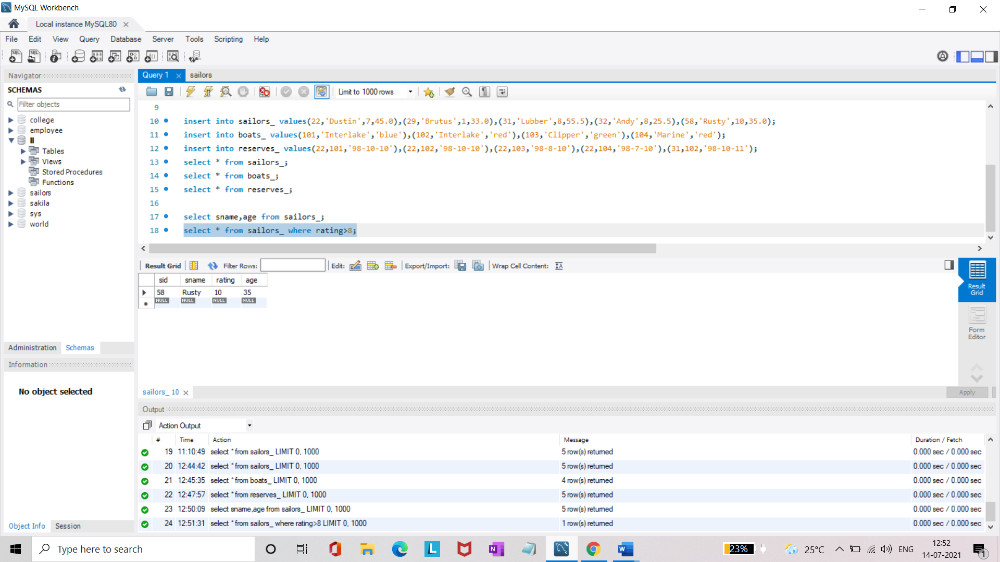 MySQL Workbench
Local instance MySQL80
File Edit View Query Database Server Tools Scripting Help
Navigator
SCHEMAS
Filter objects
college
employee
ll
Tables
Views
Stored Procedures
Functions
sailors
sakila
sys
world
Administration Schemas
Information
No object selected
Object Info Session
Query 1 sailors
Limit to 1000 rows
9
10 insert into sailors_ values(22,'Dustin',7,45.0),(29,'Brutus',1,33.0),(31,'Lubber',8,55.5),(32,'Andy',8,25.5),(58,'Rusty',10,35.0);
11 insert into boats_ values(101,'Interlake','blue'),(102,'Interlake','red'),(103,'Clipper','green'),(104,'Marine','red');
12 insert into reserves_ values(22,101,'98-10-10'),(22,102,'98-10-10'),(22,103,'98-8-10'),(22,104,'98-7-10'),(31,102,'98-10-11');
13 select * from sailors_;
14 select * from boats_;
15 select * from reserves_;
16
17 select sname,age from sailors_;
18 select * from sailors_ where rating>8;
Result Grid Filter Rows: Edit: Export/Import: Wrap Cell Content:
sid sname rating age
58 Rusty 10 35
NULL NULL NULL NULL
Result
Grid
Form
Editor
sailors_ 10
Apply
Output
Action Output
# Time Action Message Duration / Fetch
19 11:10:49 select * from sailors_ LIMIT 0, 1000 5 row(s) returned 0.000 sec / 0.000 sec
20 12:44:42 select * from sailors_ LIMIT 0, 1000 5 row(s) returned 0.000 sec / 0.000 sec
21 12:45:35 select * from boats_ LIMIT 0, 1000 4 row(s) returned 0.000 sec / 0.000 sec
22 12:47:57 select * from reserves_ LIMIT 0, 1000 5 row(s) returned 0.000 sec / 0.000 sec
23 12:50:09 select sname,age from sailors_ LIMIT 0, 1000 5 row(s) returned 0.000 sec / 0.000 sec
24 12:51:31 select * from sailors_ where rating>8 LIMIT 0, 1000 1 row(s) returned 0.000 sec / 0.000 sec
Type here to search
23%
25°C
ENG
12:52
14-07-2021
1